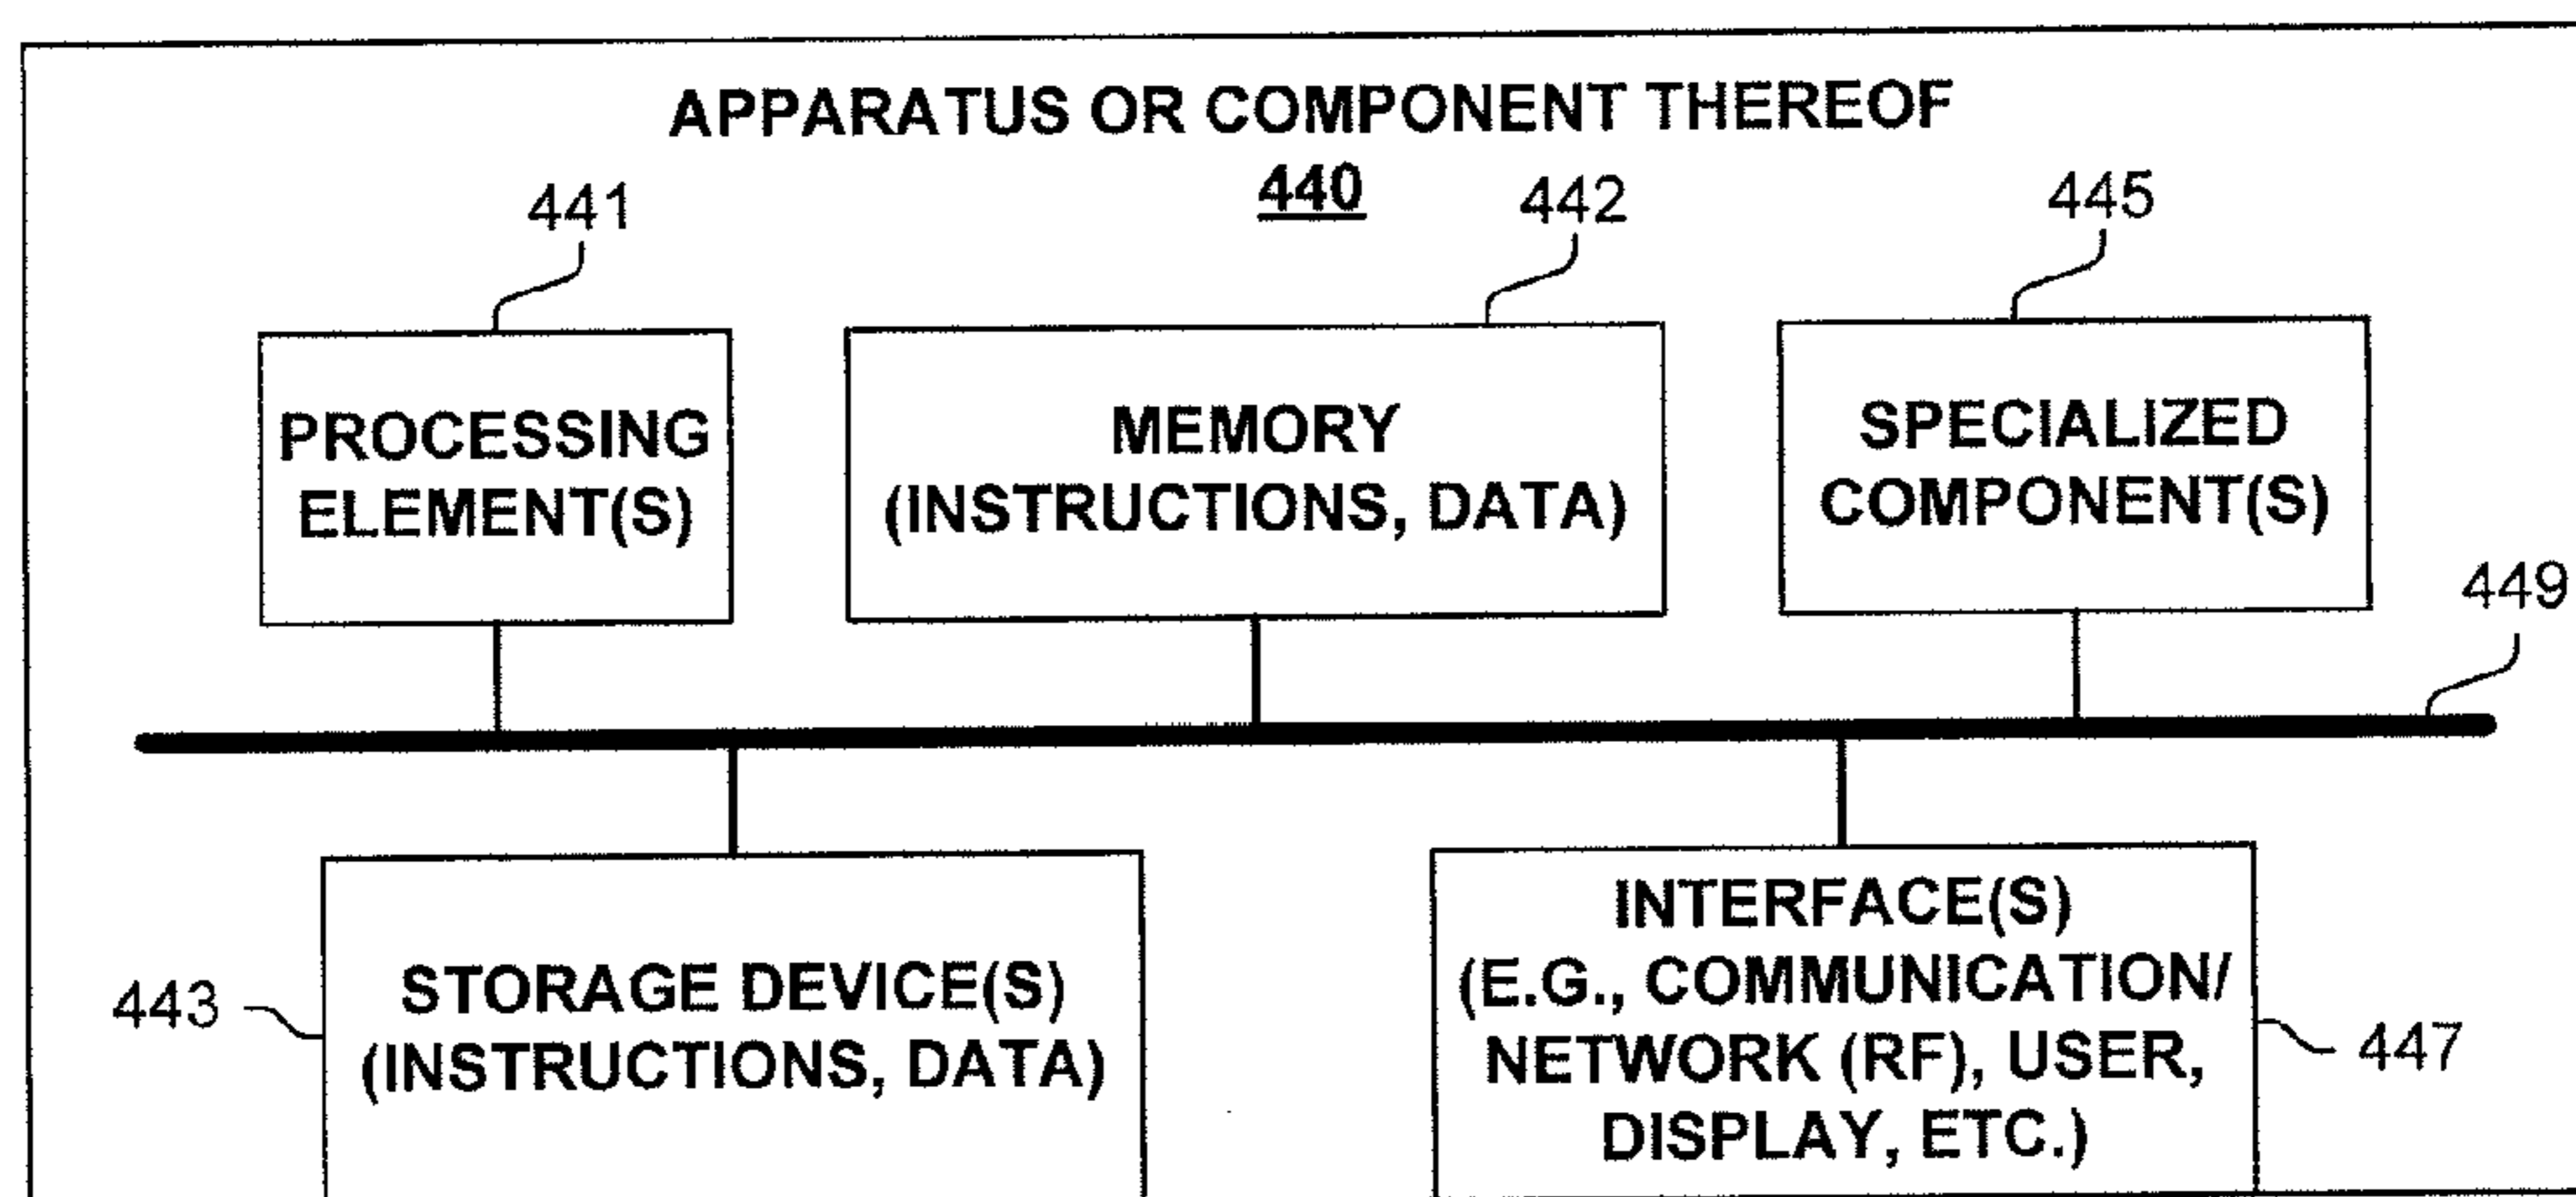 APPARATUS OR COMPONENT THEREOF
440
441
442
445
PROCESSING
ELEMENT(S)
MEMORY
(INSTRUCTIONS, DATA)
SPECIALIZED
COMPONENT(S)
449
443
STORAGE DEVICE(S)
(INSTRUCTIONS, DATA)
INTERFACE(S)
(E.G., COMMUNICATION/
NETWORK (RF), USER,
DISPLAY, ETC.)
447